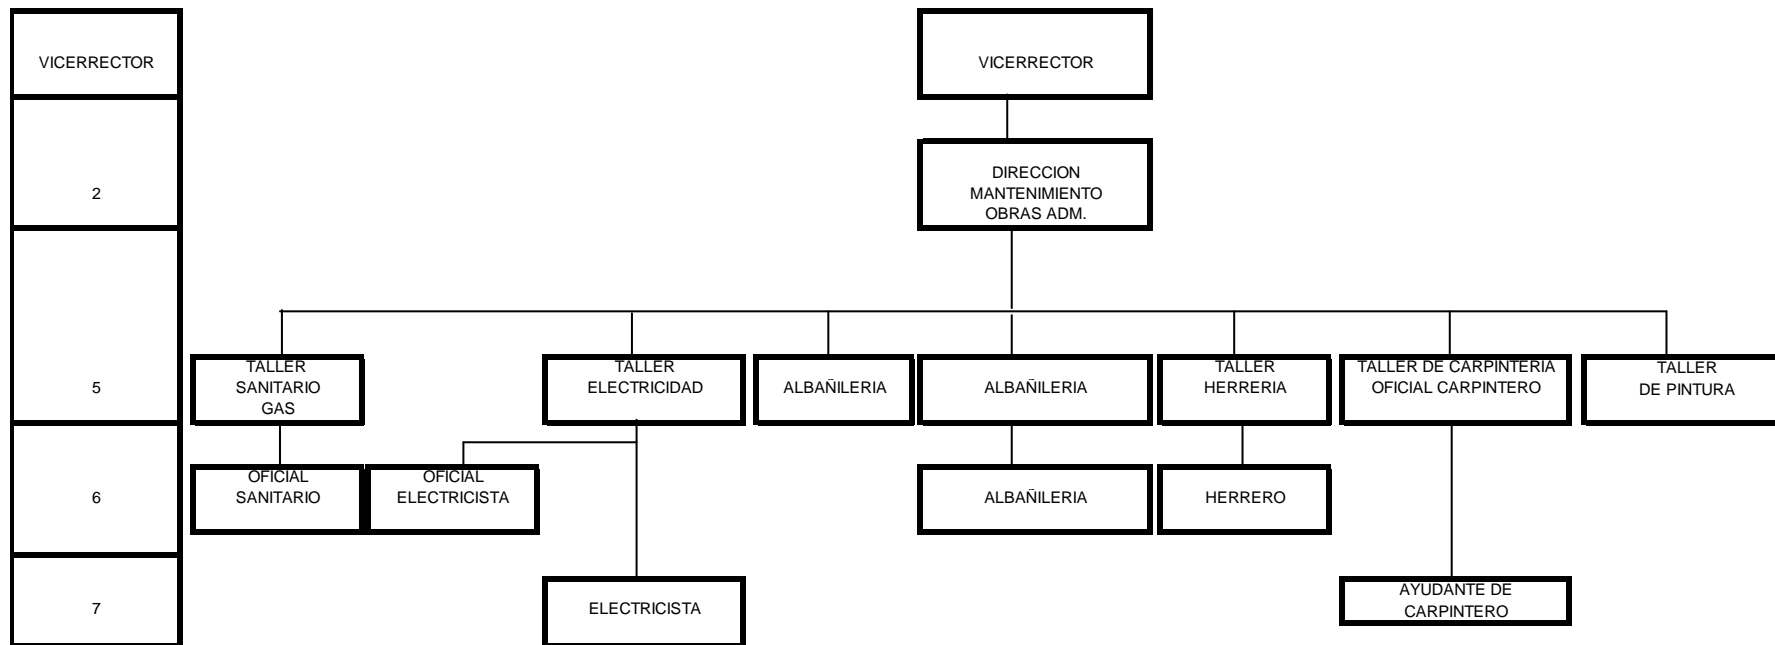 VICERRECTOR
VICERRECTOR
2
DIRECCION
MANTENIMIENTO
OBRAS ADM.
5
TALLER
SANITARIO
GAS
TALLER
ELECTRICIDAD
ALBAÑILERIA
ALBAÑILERIA
TALLER
HERRERIA
TALLER DE CARPINTERIA
OFICIAL CARPINTERO
TALLER
DE PINTURA
6
OFICIAL
SANITARIO
OFICIAL
ELECTRICISTA
ALBAÑILERIA
HERRERO
7
ELECTRICISTA
AYUDANTE DE
CARPINTERO